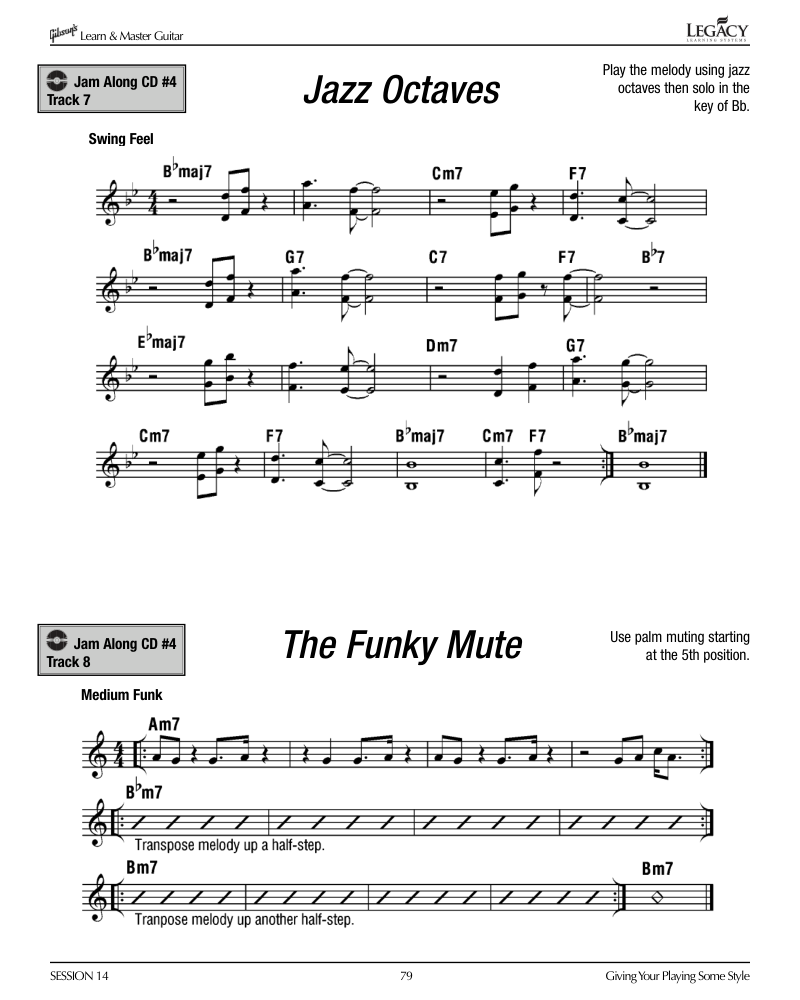 Gibson's Learn & Master Guitar
LEGACY
LEARNING SYSTEMS
Jam Along CD #4
Track 7
Jazz Octaves
Play the melody using jazz
octaves then solo in the
key of Bb.
Swing Feel
B♭maj7 Cm7 F7
B♭maj7 G7 C7 F7 B♭7
E♭maj7 Dm7 G7
Cm7 F7 B♭maj7 Cm7 F7 B♭maj7
Jam Along CD #4
Track 8
The Funky Mute
Use palm muting starting
at the 5th position.
Medium Funk
Am7
B♭m7
Transpose melody up a half-step.
Bm7 Bm7
Tranpose melody up another half-step.
SESSION 14 79 Giving Your Playing Some Style